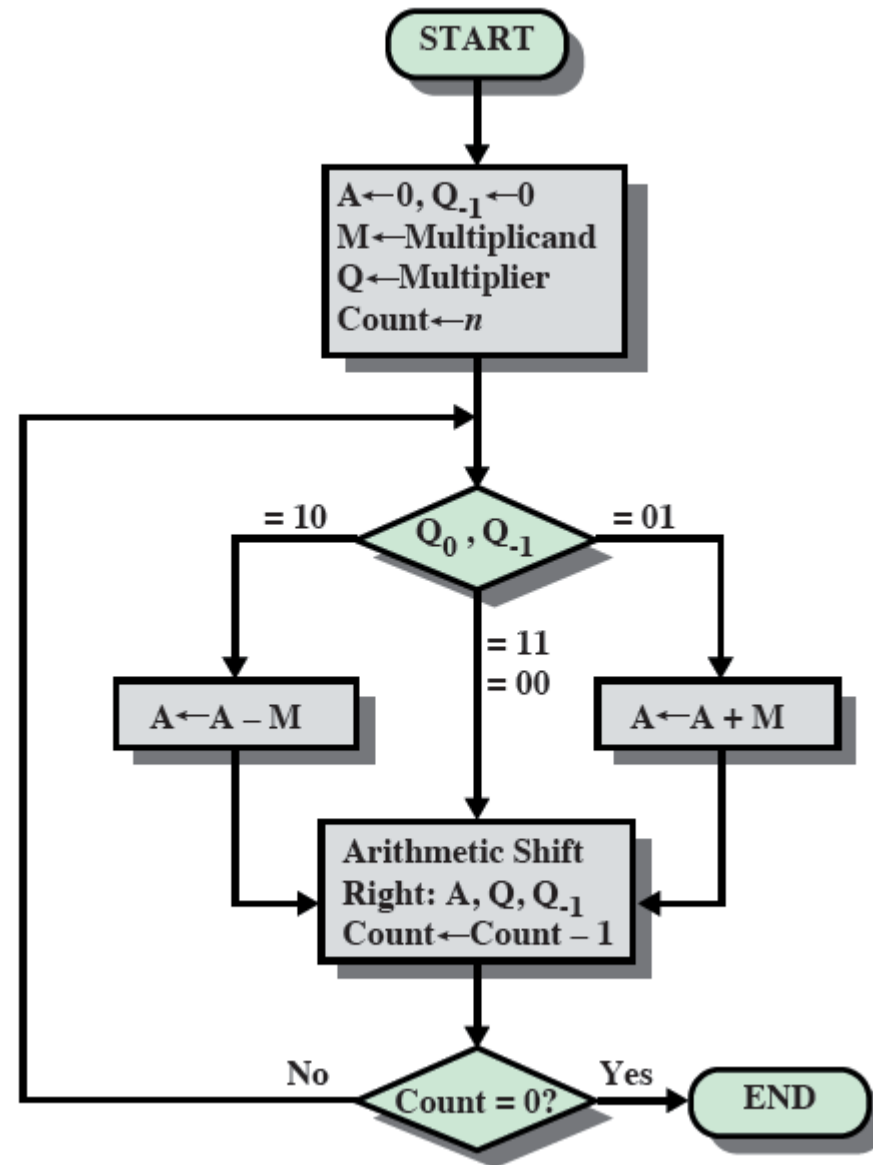 START
A←0, Q₋₁←0
M←Multiplicand
Q←Multiplier
Count←n
= 10
Q₀ , Q₋₁
= 01
= 11
= 00
A←A – M
A←A + M
Arithmetic Shift
Right: A, Q, Q₋₁
Count←Count – 1
No
Count = 0?
Yes
END